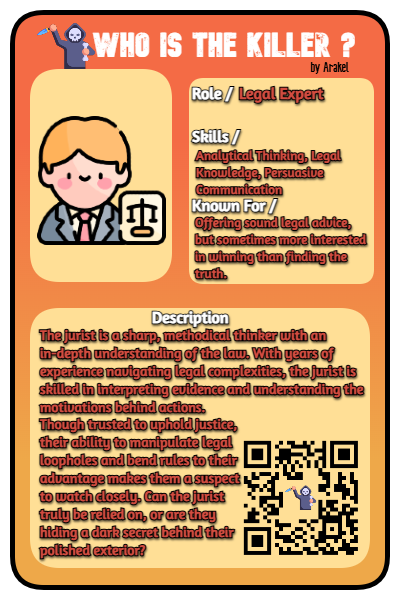 WHO IS THE KILLER ?
by Arakel
Role / Legal Expert
Skills /
Analytical Thinking, Legal
Knowledge, Persuasive
Communication
Known For /
Offering sound legal advice,
but sometimes more interested
in winning than finding the
truth.
Description
The jurist is a sharp, methodical thinker with an
in-depth understanding of the law. With years of
experience navigating legal complexities, the jurist is
skilled in interpreting evidence and understanding the
motivations behind actions.
Though trusted to uphold justice,
their ability to manipulate legal
loopholes and bend rules to their
advantage makes them a suspect
to watch closely. Can the jurist
truly be relied on, or are they
hiding a dark secret behind their
polished exterior?